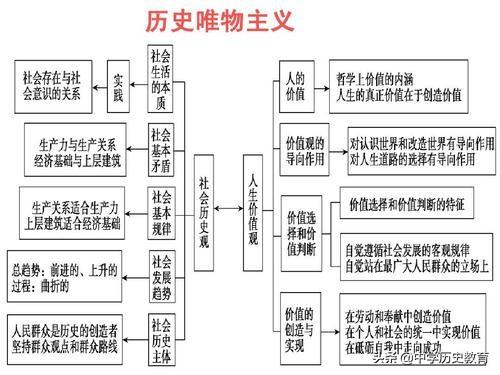 历史唯物主义
社会存在与社
会意识的关系
实践
社会
生活
的本
质
生产力与生产关系
经济基础与上层建筑
社会
基本
矛盾
生产关系适合生产力
上层建筑适合经济基础
社会
基本
规律
总趋势：前进的、上升的
过程：曲折的
社会
发展
趋势
人民群众是历史的创造者
坚持群众观点和群众路线
社会
历史
主体
社会历史观
人生价值观
人的
价值
哲学上价值的内涵
人生的真正价值在于创造价值
价值观的
导向作用
对认识世界和改造世界有导向作用
对人生道路的选择有导向作用
价值选
择和价
值判断
价值选择和价值判断的特征
自觉遵循社会发展的客观规律
自觉站在最广大人民群众的立场上
价值的
创造与
实现
在劳动和奉献中创造价值
在个人和社会的统一中实现价值
在砥砺自我中走向成功
头条 @中学历史教育